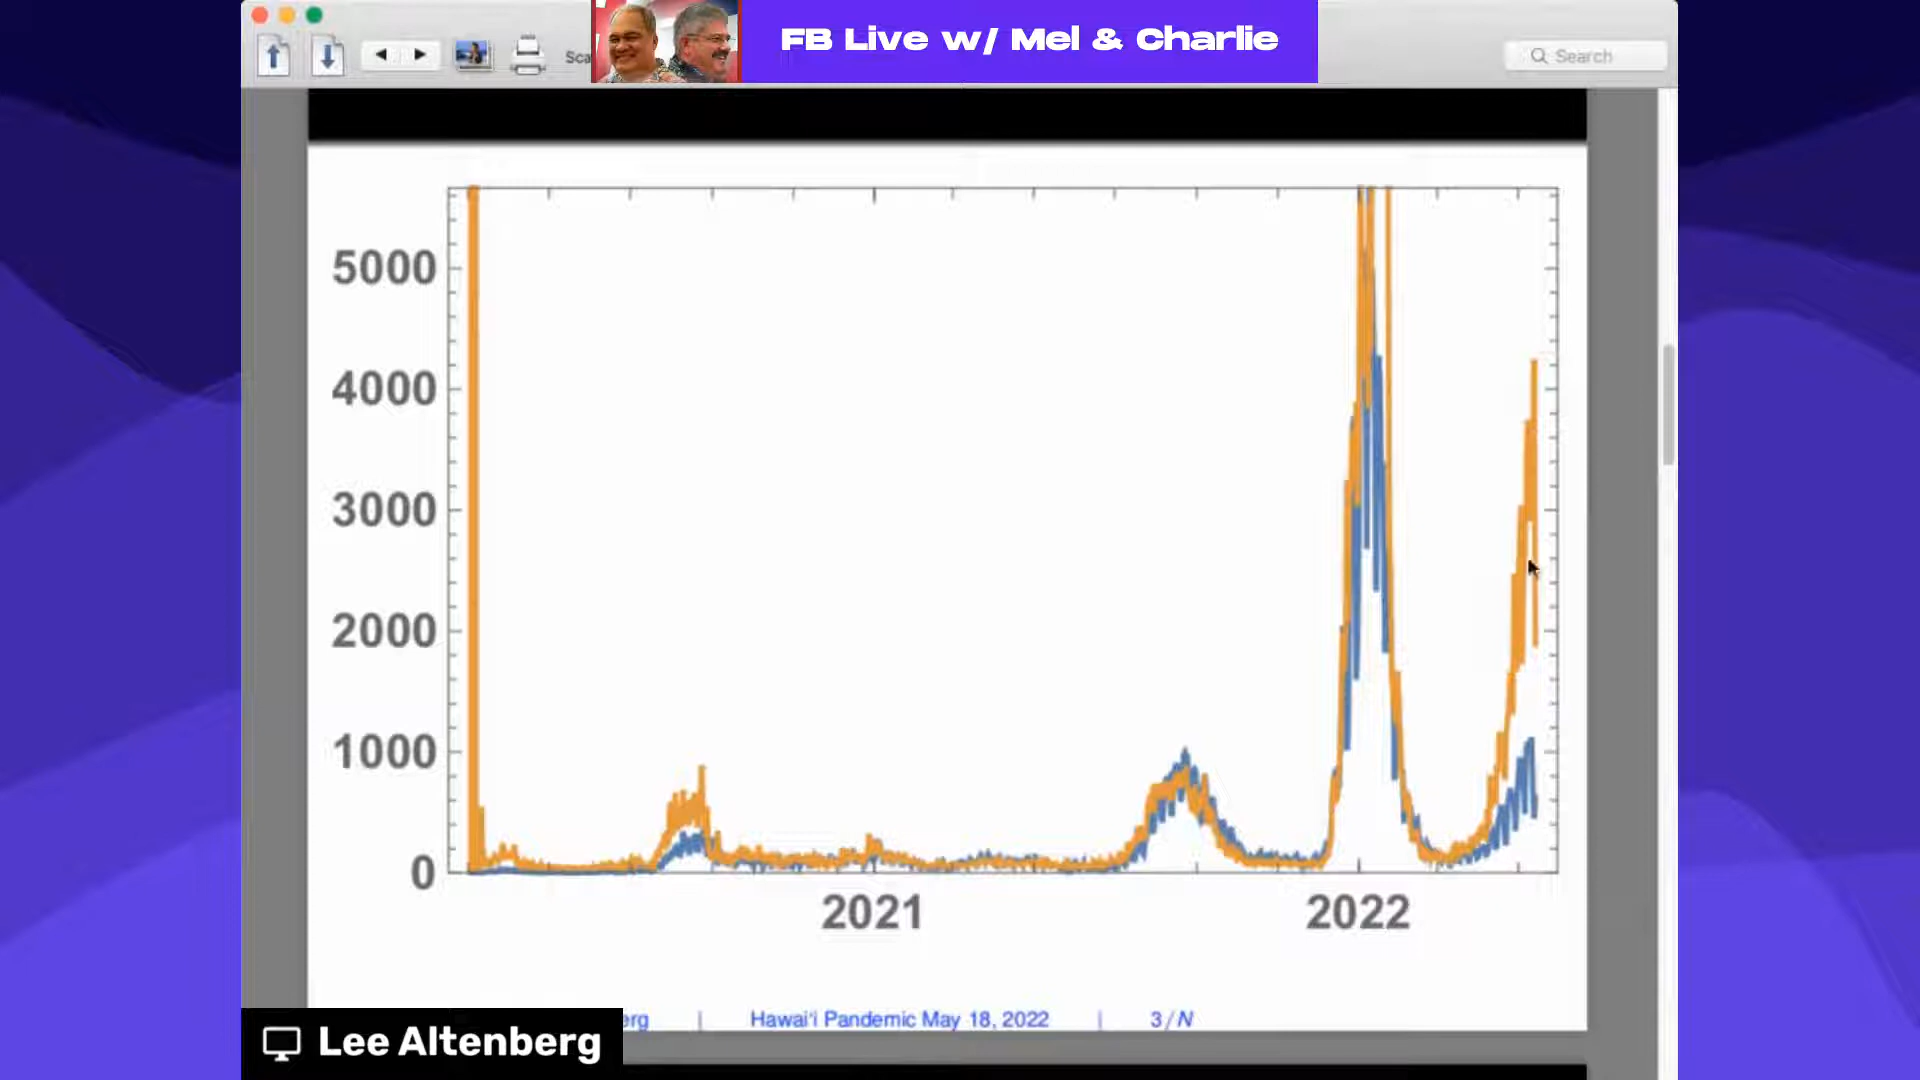 FB Live w/ Mel & Charlie
Sca
Search
5000
4000
3000
2000
1000
0
2021
2022
erg | Hawai'i Pandemic May 18, 2022 | 3 / N
Lee Altenberg